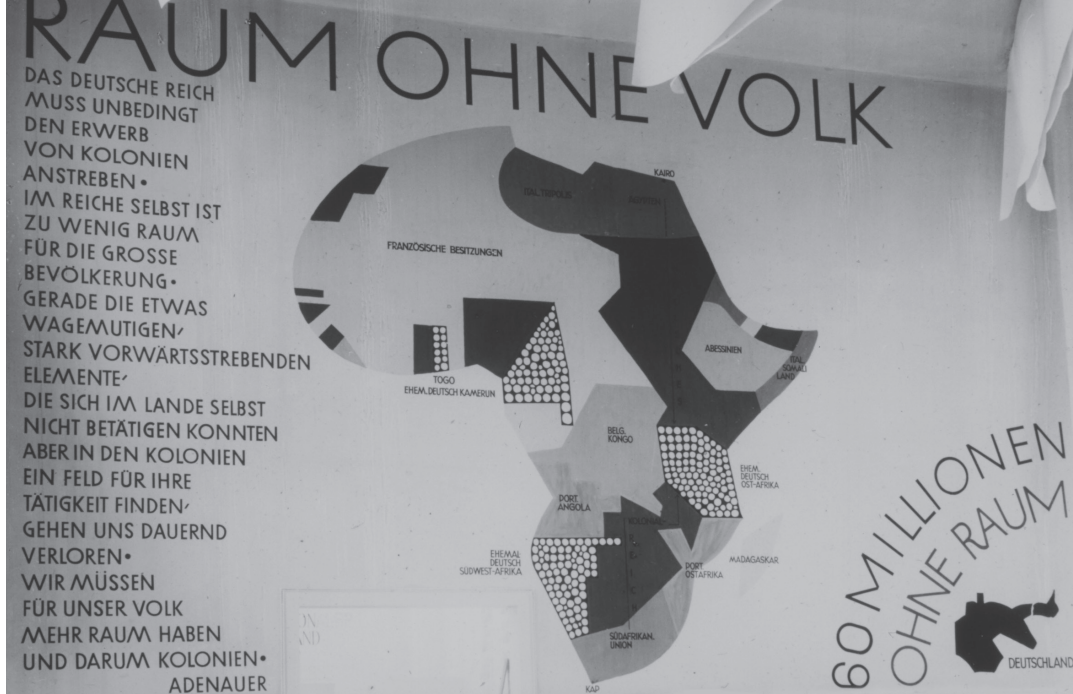 RAUM OHNE VOLK
DAS DEUTSCHE REICH
MUSS UNBEDINGT
DEN ERWERB
VON KOLONIEN
ANSTREBEN•
IM REICHE SELBST IST
ZU WENIG RAUM
FÜR DIE GROSSE
BEVÖLKERUNG•
GERADE DIE ETWAS
WAGEMUTIGEN,
STARK VORWÄRTSSTREBENDEN
ELEMENTE,
DIE SICH IM LANDE SELBST
NICHT BETÄTIGEN KONNTEN
ABER IN DEN KOLONIEN
EIN FELD FÜR IHRE
TÄTIGKEIT FINDEN,
GEHEN UNS DAUERND
VERLOREN•
WIR MÜSSEN
FÜR UNSER VOLK
MEHR RAUM HABEN
UND DARUM KOLONIEN•
ADENAUER
KAIRO
ITAL. TRIPOLIS
ÄGYPTEN
FRANZÖSISCHE BESITZUNGEN
ABESSINIEN
ITAL.
SOMALI
LAND
TOGO
EHEM. DEUTSCH KAMERUN
BELG.
KONGO
EHEM.
DEUTSCH
OST-AFRIKA
PORT.
ANGOLA
KOLONIAL
REICH
EHEMAL.
DEUTSCH
SÜDWEST-AFRIKA
MADAGASKAR
PORT.
OSTAFRIKA
SÜDAFRIKAN.
UNION
KAP
60 MILLIONEN
OHNE RAUM
DEUTSCHLAND